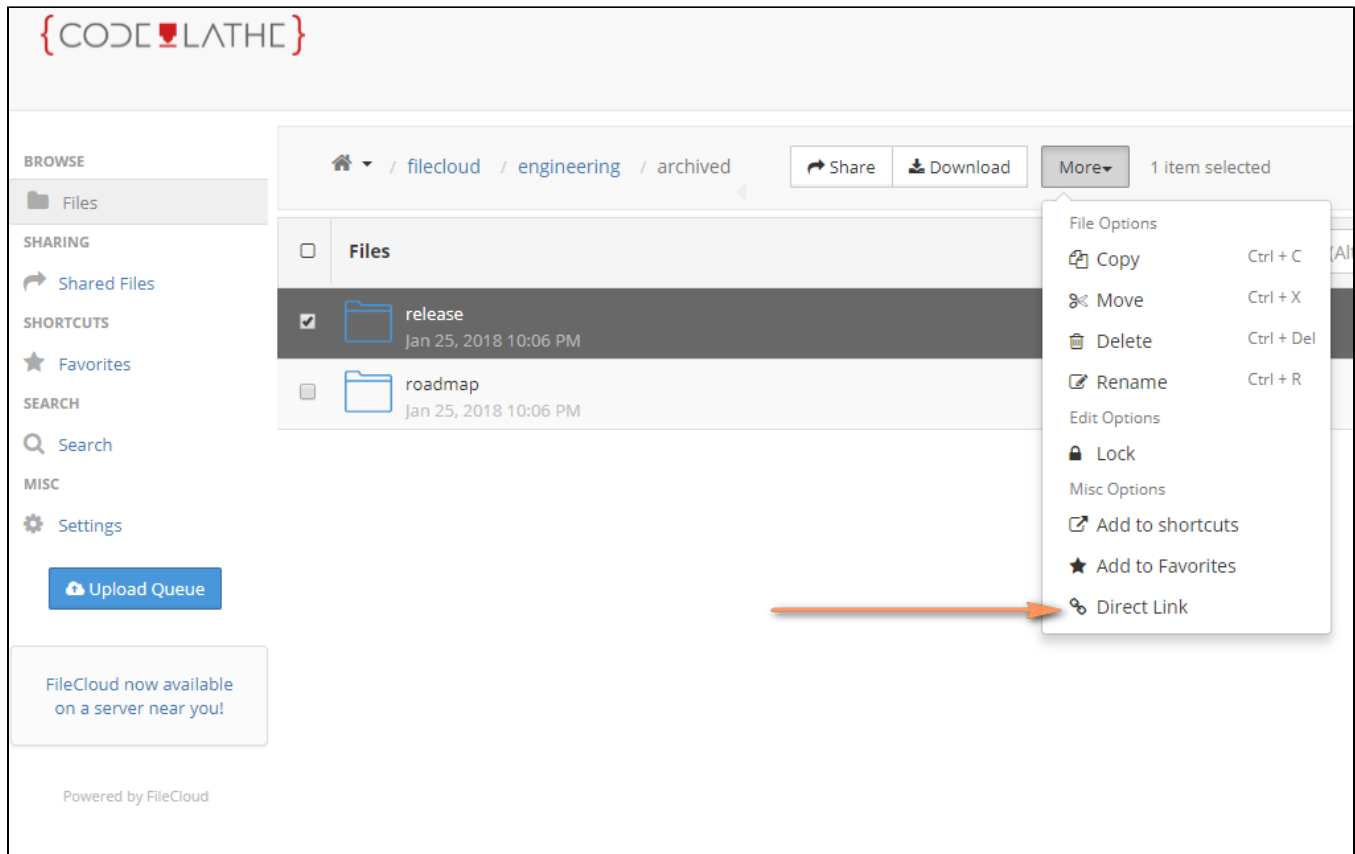 {CODE LATHE}
BROWSE
Files
SHARING
Shared Files
SHORTCUTS
Favorites
SEARCH
Search
MISC
Settings
Upload Queue
FileCloud now available
on a server near you!
Powered by FileCloud
/ filecloud / engineering / archived
Share Download More 1 item selected
Files
(Alt
release
Jan 25, 2018 10:06 PM
roadmap
Jan 25, 2018 10:06 PM
File Options
Copy Ctrl + C
Move Ctrl + X
Delete Ctrl + Del
Rename Ctrl + R
Edit Options
Lock
Misc Options
Add to shortcuts
Add to Favorites
Direct Link